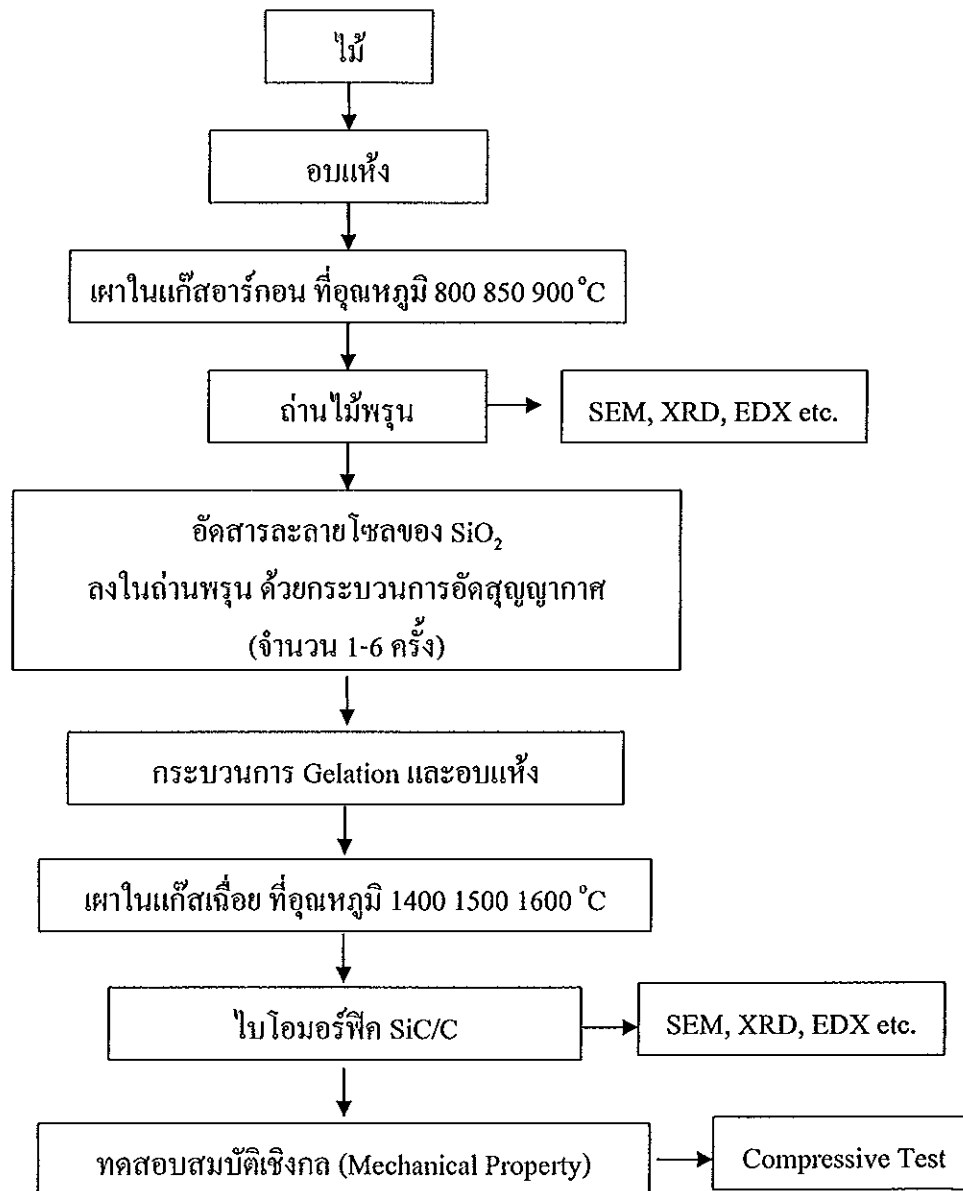 ไม้
อบแห้ง
เผาในแก๊สอาร์กอน ที่อุณหภูมิ 800 850 900 °C
ถ่านไม้พรุน
SEM, XRD, EDX etc.
อัดสารละลายโซลของ SiO₂
ลงในถ่านพรุน ด้วยกระบวนการอัดสุญญากาศ
(จำนวน 1-6 ครั้ง)
กระบวนการ Gelation และอบแห้ง
เผาในแก๊สเฉื่อย ที่อุณหภูมิ 1400 1500 1600 °C
ไบโอมอร์ฟิค SiC/C
SEM, XRD, EDX etc.
ทดสอบสมบัติเชิงกล (Mechanical Property)
Compressive Test